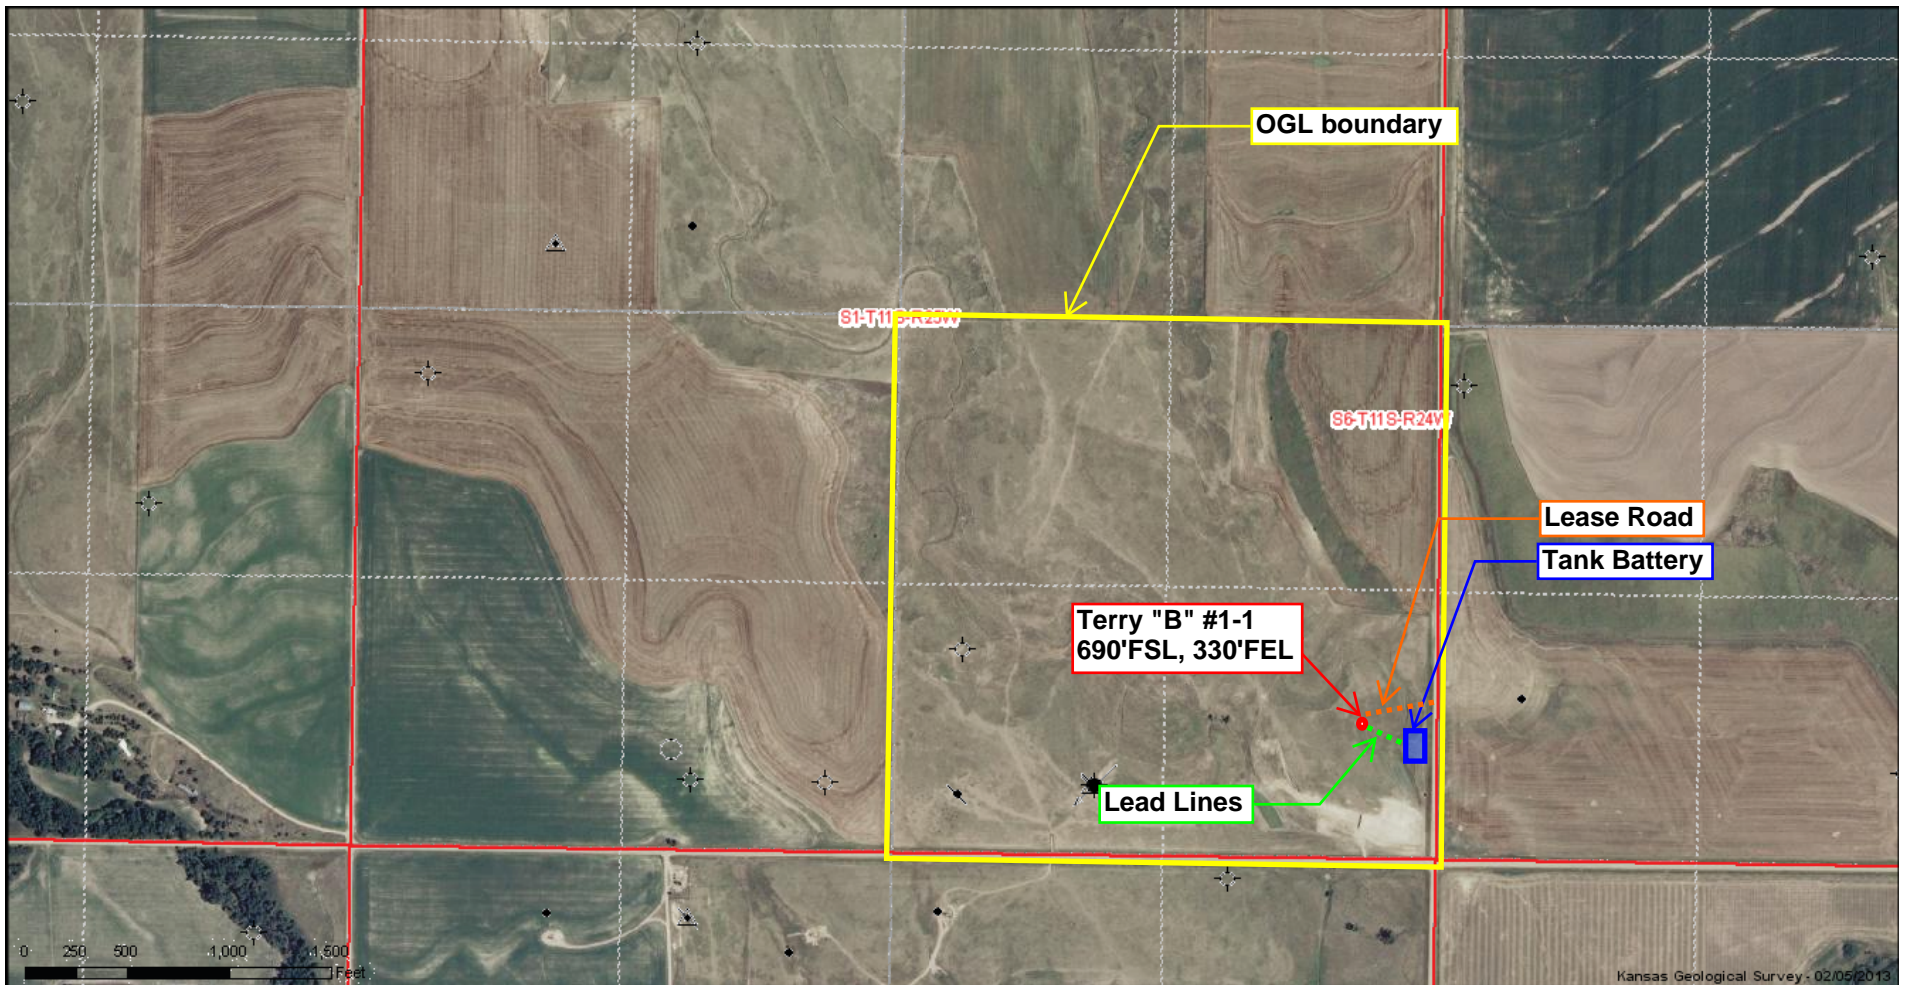 OGL boundary
S1-T11S-R25W
S6-T11S-R24W
Lease Road
Tank Battery
Terry "B" #1-1
690'FSL, 330'FEL
Lead Lines
0 250 500 1,000 1,500
Feet
Kansas Geological Survey - 02/05/2013